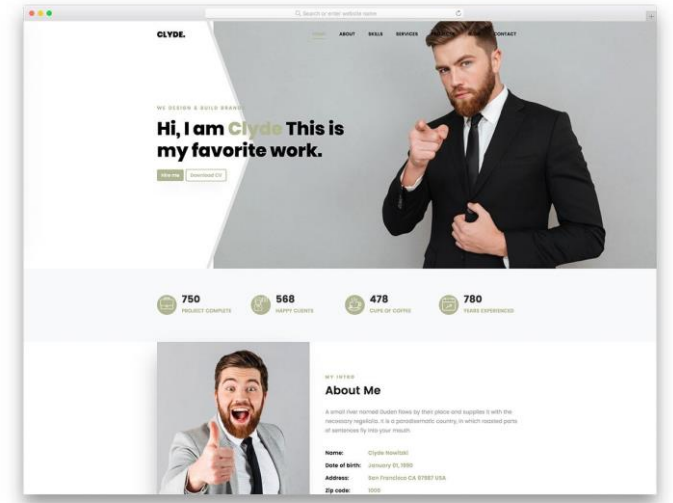 Search or enter website name
CLYDE.
HOME ABOUT SKILLS SERVICES CONTACT
WE DESIGN & BUILD BRANDS
Hi, I am Clyde This is
my favorite work.
Hire me Download CV
750 568 478 780
PROJECT COMPLETE HAPPY CLIENTS CUPS OF COFFEE YEARS EXPERIENCED
MY INTRO
About Me
A small river named Duden flows by their place and supplies it with the
necessary regelialia. It is a paradisematic country, in which roasted parts
of sentences fly into your mouth.
Name: Clyde Nowitzki
Date of birth: January 01, 1990
Address: San Francisco CA 97987 USA
Zip code: 1000